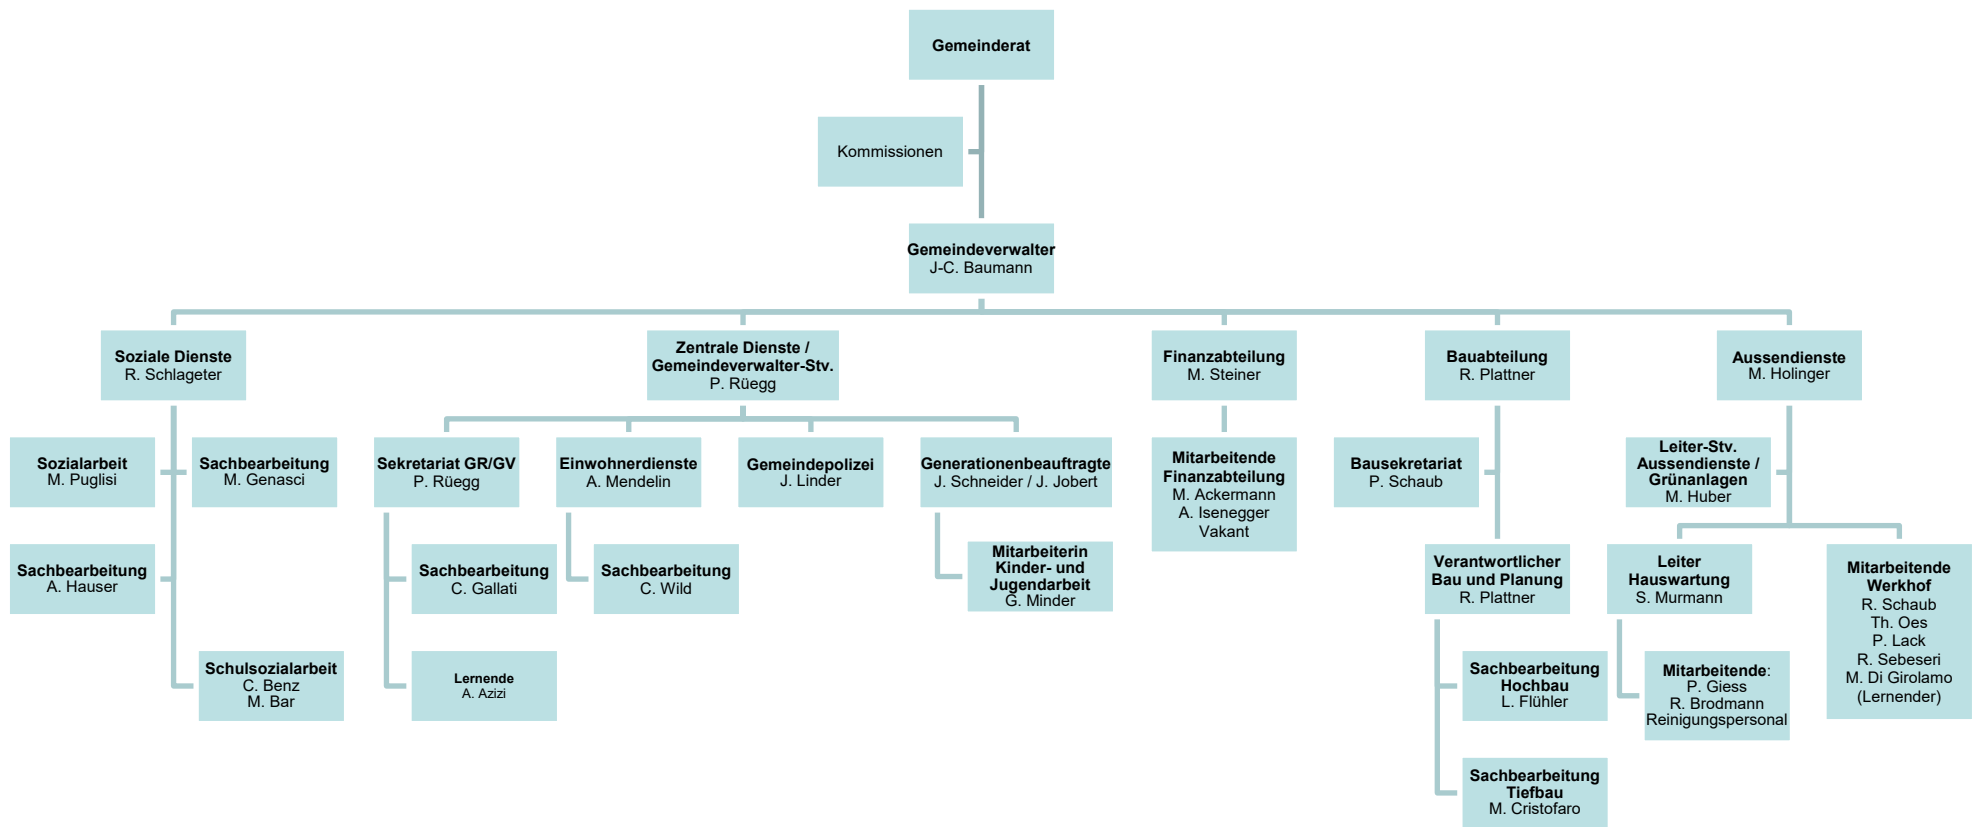 Gemeinderat
Kommissionen
Gemeindeverwalter
J-C. Baumann
Soziale Dienste
R. Schlageter
Zentrale Dienste /
Gemeindeverwalter-Stv.
P. Rüegg
Finanzabteilung
M. Steiner
Bauabteilung
R. Plattner
Aussendienste
M. Holinger
Sozialarbeit
M. Puglisi
Sachbearbeitung
M. Genasci
Sekretariat GR/GV
P. Rüegg
Einwohnerdienste
A. Mendelin
Gemeindepolizei
J. Linder
Generationenbeauftragte
J. Schneider / J. Jobert
Mitarbeitende
Finanzabteilung
M. Ackermann
A. Isenegger
Vakant
Bausekretariat
P. Schaub
Leiter-Stv.
Aussendienste /
Grünanlagen
M. Huber
Sachbearbeitung
A. Hauser
Sachbearbeitung
C. Gallati
Sachbearbeitung
C. Wild
Mitarbeiterin
Kinder- und
Jugendarbeit
G. Minder
Verantwortlicher
Bau und Planung
R. Plattner
Leiter
Hauswartung
S. Murmann
Mitarbeitende
Werkhof
R. Schaub
Th. Oes
P. Lack
R. Sebeseri
M. Di Girolamo
(Lernender)
Schulsozialarbeit
C. Benz
M. Bar
Lernende
A. Azizi
Sachbearbeitung
Hochbau
L. Flühler
Mitarbeitende:
P. Giess
R. Brodmann
Reinigungspersonal
Sachbearbeitung
Tiefbau
M. Cristofaro